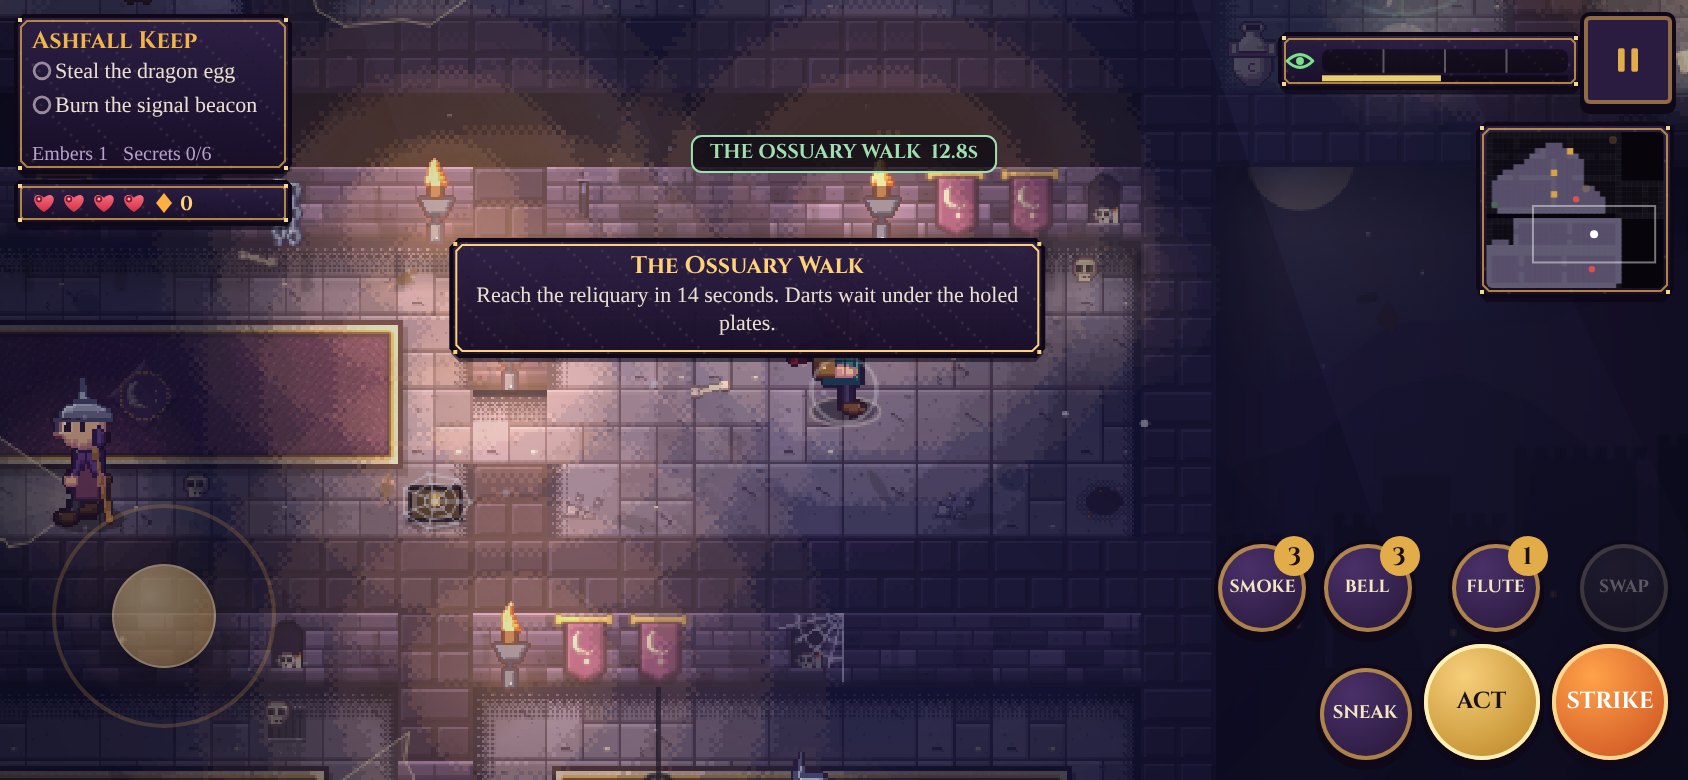 Ashfall Keep
Steal the dragon egg
Burn the signal beacon
Embers 1 Secrets 0/6
0
C
THE OSSUARY WALK 12.8s
The Ossuary Walk
Reach the reliquary in 14 seconds. Darts wait under the holed
plates.
3
3
1
SMOKE
BELL
FLUTE
SWAP
SNEAK
ACT
STRIKE